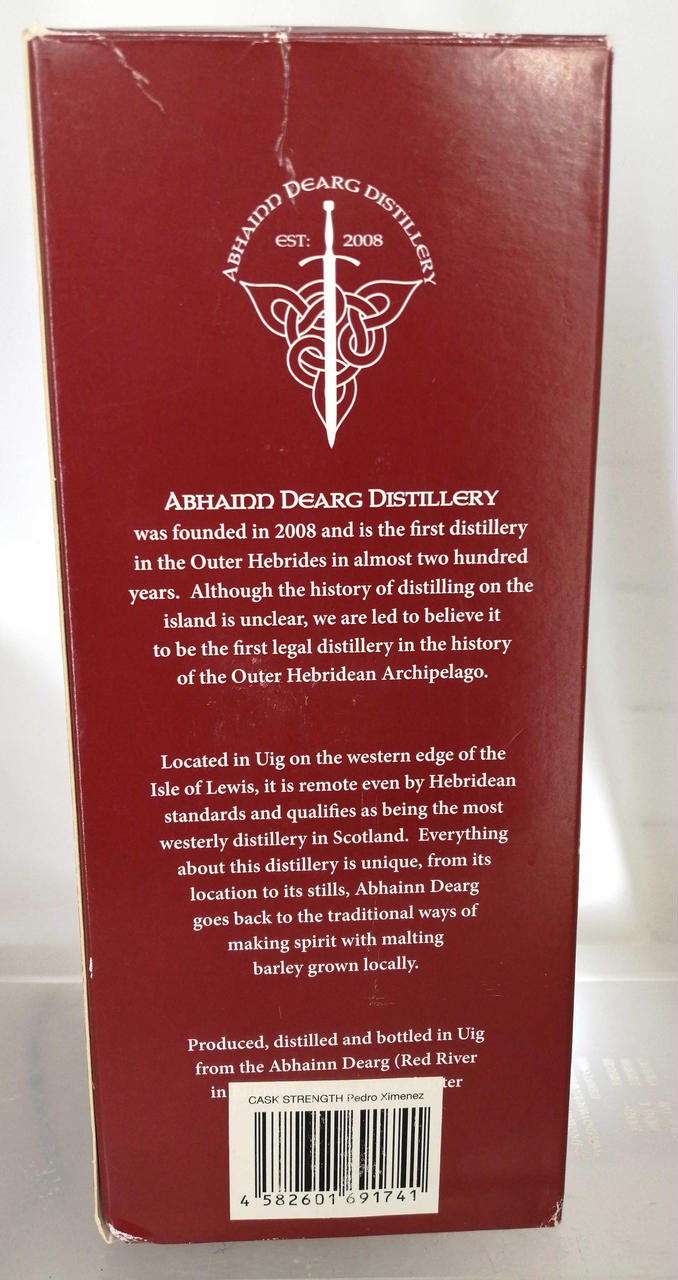 ABHAINN DEARG DISTILLERY
EST: 2008
ABHAINN DEARG DISTILLERY
was founded in 2008 and is the first distillery
in the Outer Hebrides in almost two hundred
years. Although the history of distilling on the
island is unclear, we are led to believe it
to be the first legal distillery in the history
of the Outer Hebridean Archipelago.
Located in Uig on the western edge of the
Isle of Lewis, it is remote even by Hebridean
standards and qualifies as being the most
westerly distillery in Scotland. Everything
about this distillery is unique, from its
location to its stills, Abhainn Dearg
goes back to the traditional ways of
making spirit with malting
barley grown locally.
Produced, distilled and bottled in Uig
from the Abhainn Dearg (Red River
in
CASK STRENGTH Pedro Ximenez
4 582601 691741